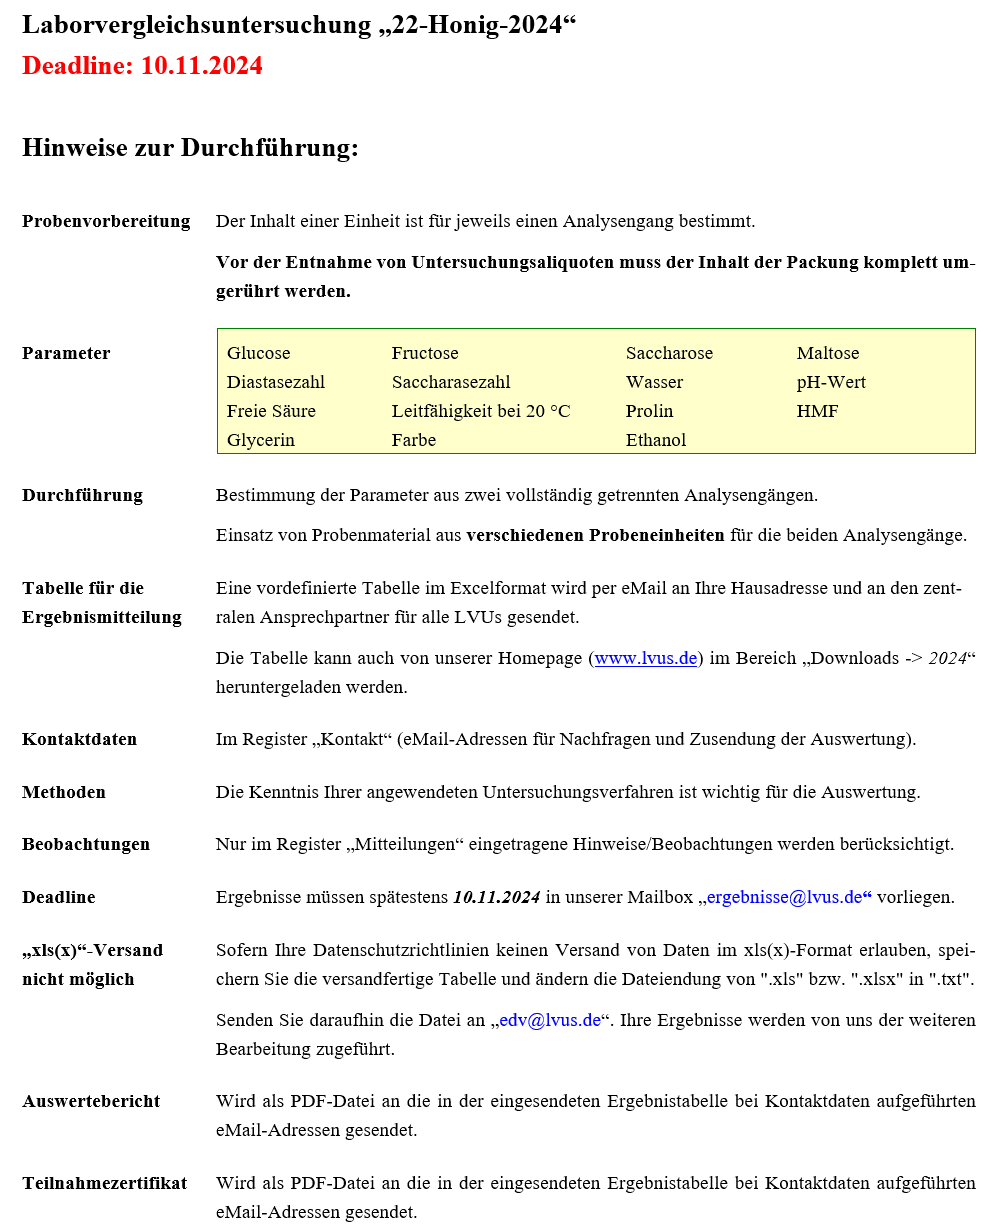 Laborvergleichsuntersuchung „22-Honig-2024“
Deadline: 10.11.2024
Hinweise zur Durchführung:
Probenvorbereitung Der Inhalt einer Einheit ist für jeweils einen Analysengang bestimmt.
Vor der Entnahme von Untersuchungsaliquoten muss der Inhalt der Packung komplett um-
gerührt werden.
Parameter Glucose Fructose Saccharose Maltose
Diastasezahl Saccharasezahl Wasser pH-Wert
Freie Säure Leitfähigkeit bei 20 °C Prolin HMF
Glycerin Farbe Ethanol
Durchführung Bestimmung der Parameter aus zwei vollständig getrennten Analysengängen.
Einsatz von Probenmaterial aus verschiedenen Probeneinheiten für die beiden Analysengänge.
Tabelle für die Eine vordefinierte Tabelle im Excelformat wird per eMail an Ihre Hausadresse und an den zent-
Ergebnismitteilung ralen Ansprechpartner für alle LVUs gesendet.
Die Tabelle kann auch von unserer Homepage (www.lvus.de) im Bereich „Downloads -> 2024“
heruntergeladen werden.
Kontaktdaten Im Register „Kontakt“ (eMail-Adressen für Nachfragen und Zusendung der Auswertung).
Methoden Die Kenntnis Ihrer angewendeten Untersuchungsverfahren ist wichtig für die Auswertung.
Beobachtungen Nur im Register „Mitteilungen“ eingetragene Hinweise/Beobachtungen werden berücksichtigt.
Deadline Ergebnisse müssen spätestens 10.11.2024 in unserer Mailbox „ergebnisse@lvus.de“ vorliegen.
„xls(x)“-Versand Sofern Ihre Datenschutzrichtlinien keinen Versand von Daten im xls(x)-Format erlauben, spei-
nicht möglich chern Sie die versandfertige Tabelle und ändern die Dateiendung von ".xls" bzw. ".xlsx" in ".txt".
Senden Sie daraufhin die Datei an „edv@lvus.de“. Ihre Ergebnisse werden von uns der weiteren
Bearbeitung zugeführt.
Auswertebericht Wird als PDF-Datei an die in der eingesendeten Ergebnistabelle bei Kontaktdaten aufgeführten
eMail-Adressen gesendet.
Teilnahmezertifikat Wird als PDF-Datei an die in der eingesendeten Ergebnistabelle bei Kontaktdaten aufgeführten
eMail-Adressen gesendet.